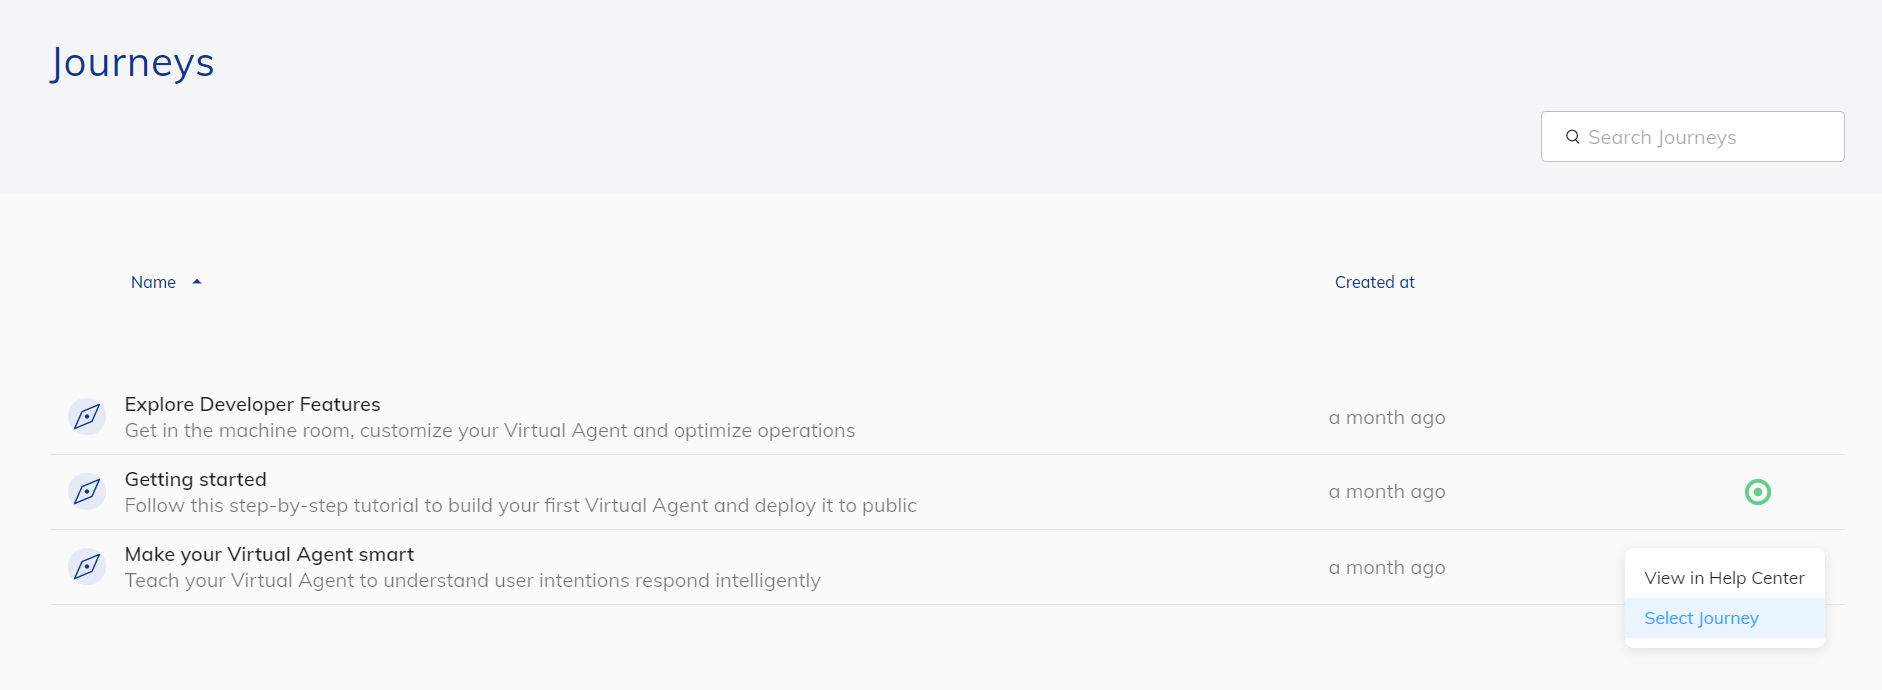 Journeys
Search Journeys
Name
Created at
Explore Developer Features
Get in the machine room, customize your Virtual Agent and optimize operations
a month ago
Getting started
Follow this step-by-step tutorial to build your first Virtual Agent and deploy it to public
a month ago
Make your Virtual Agent smart
Teach your Virtual Agent to understand user intentions respond intelligently
a month ago
View in Help Center
Select Journey